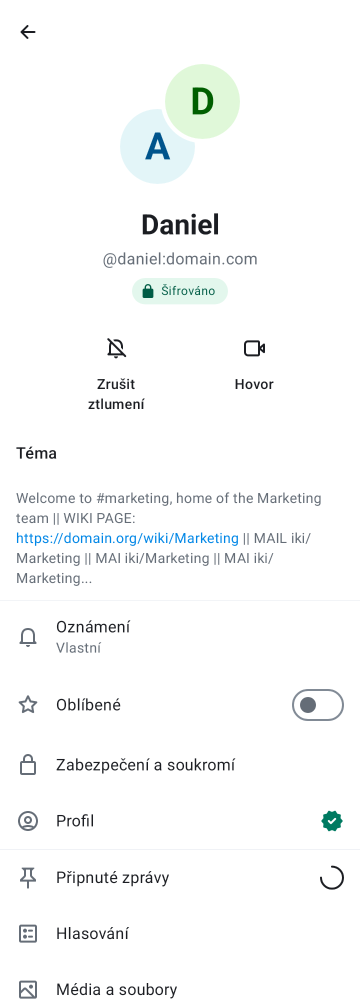 D
A
Daniel
@daniel:domain.com
Šifrováno
Zrušit
ztlumení
Hovor
Téma
Welcome to #marketing, home of the Marketing
team || WIKI PAGE:
https://domain.org/wiki/Marketing || MAIL iki/
Marketing || MAI iki/Marketing || MAI iki/
Marketing...
Oznámení
Vlastní
Oblíbené
Zabezpečení a soukromí
Profil
Připnuté zprávy
Hlasování
Média a soubory